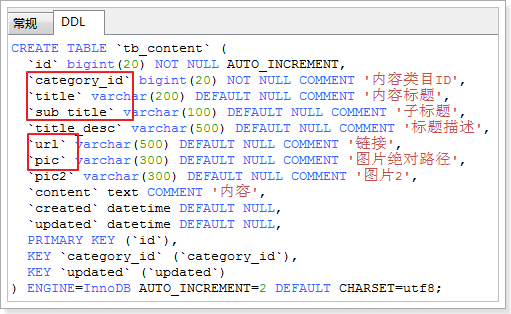 常规 DDL
CREATE TABLE `tb_content` (
`id` bigint(20) NOT NULL AUTO_INCREMENT,
`category_id` bigint(20) NOT NULL COMMENT '内容类目ID',
`title` varchar(200) DEFAULT NULL COMMENT '内容标题',
`sub_title` varchar(100) DEFAULT NULL COMMENT '子标题',
`title_desc` varchar(500) DEFAULT NULL COMMENT '标题描述',
`url` varchar(500) DEFAULT NULL COMMENT '链接',
`pic` varchar(300) DEFAULT NULL COMMENT '图片绝对路径',
`pic2` varchar(300) DEFAULT NULL COMMENT '图片2',
`content` text COMMENT '内容',
`created` datetime DEFAULT NULL,
`updated` datetime DEFAULT NULL,
PRIMARY KEY (`id`),
KEY `category_id` (`category_id`),
KEY `updated` (`updated`)
) ENGINE=InnoDB AUTO_INCREMENT=2 DEFAULT CHARSET=utf8;